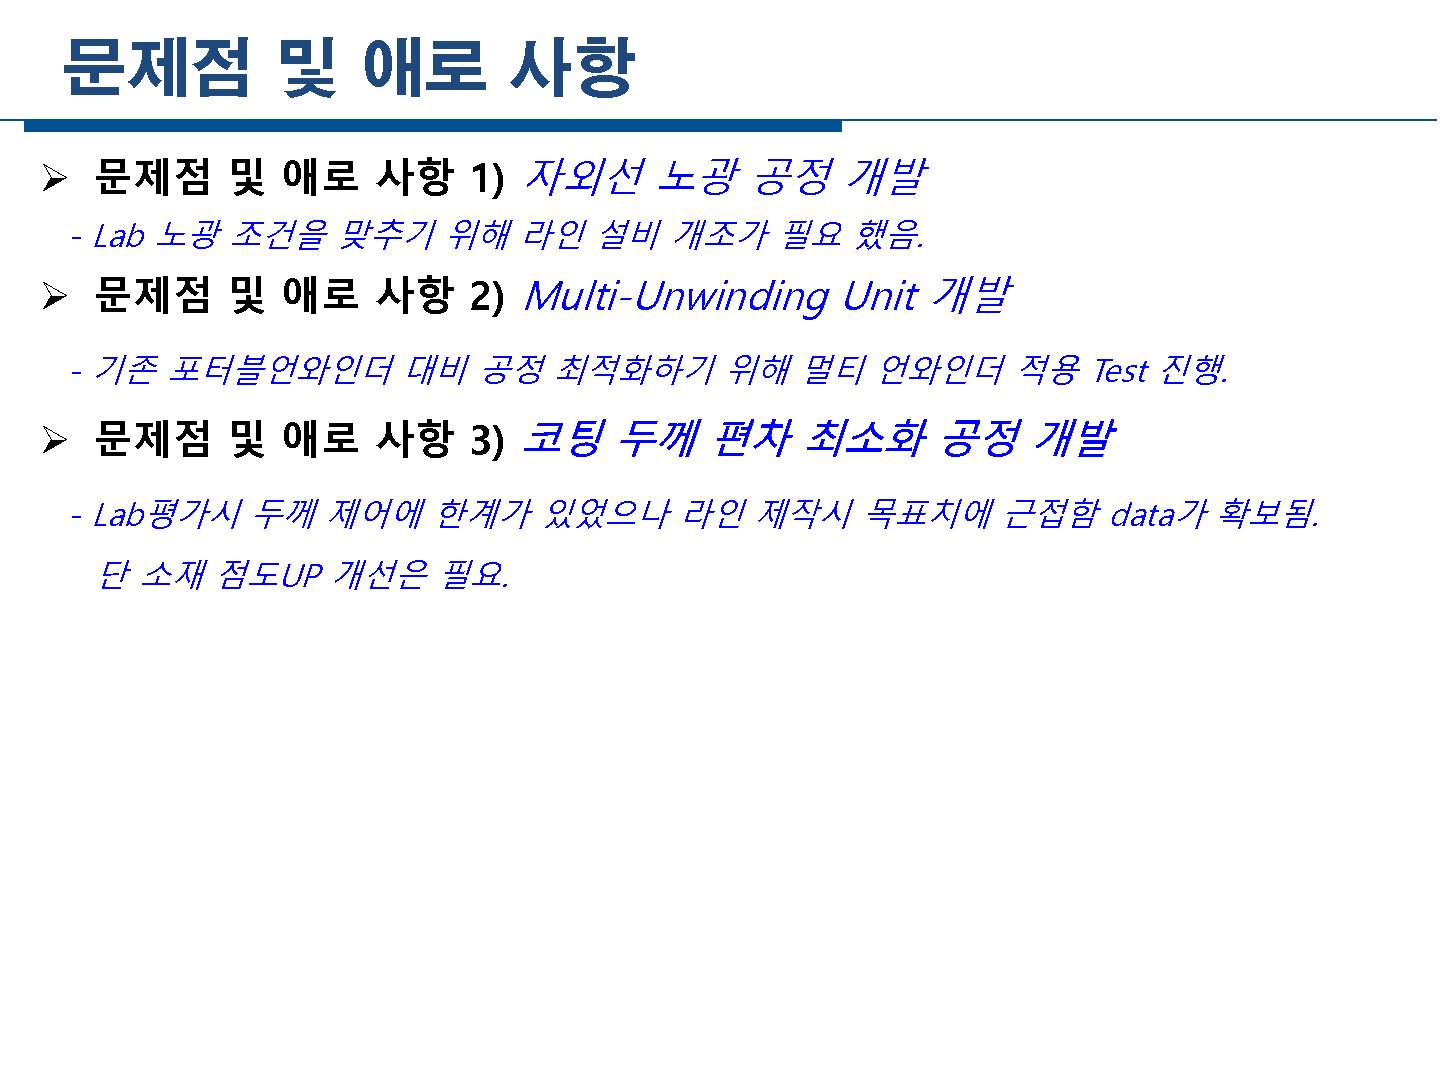 문제점 및 애로 사항
➢ 문제점 및 애로 사항 1) 자외선 노광 공정 개발
- Lab 노광 조건을 맞추기 위해 라인 설비 개조가 필요 했음.
➢ 문제점 및 애로 사항 2) Multi-Unwinding Unit 개발
- 기존 포터블언와인더 대비 공정 최적화하기 위해 멀티 언와인더 적용 Test 진행.
➢ 문제점 및 애로 사항 3) 코팅 두께 편차 최소화 공정 개발
- Lab평가시 두께 제어에 한계가 있었으나 라인 제작시 목표치에 근접함 data가 확보됨.
단 소재 점도UP 개선은 필요.